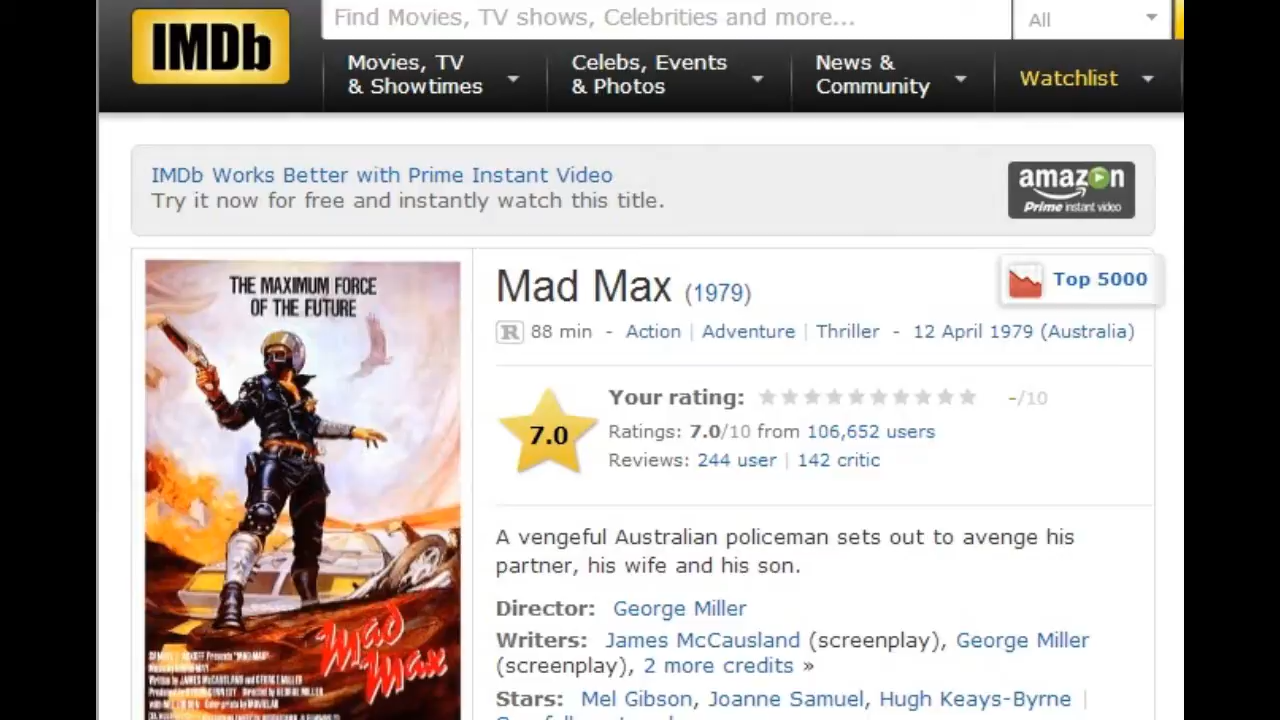 IMDb
Find Movies, TV shows, Celebrities and more...
All
Movies, TV
& Showtimes
Celebs, Events
& Photos
News &
Community
Watchlist
IMDb Works Better with Prime Instant Video
Try it now for free and instantly watch this title.
amazon
Prime instant video
THE MAXIMUM FORCE
OF THE FUTURE
Mad
Max
Mad Max (1979)
Top 5000
R 88 min - Action | Adventure | Thriller - 12 April 1979 (Australia)
7.0
Your rating: -/10
Ratings: 7.0/10 from 106,652 users
Reviews: 244 user | 142 critic
A vengeful Australian policeman sets out to avenge his
partner, his wife and his son.
Director: George Miller
Writers: James McCausland (screenplay), George Miller
(screenplay), 2 more credits »
Stars: Mel Gibson, Joanne Samuel, Hugh Keays-Byrne |